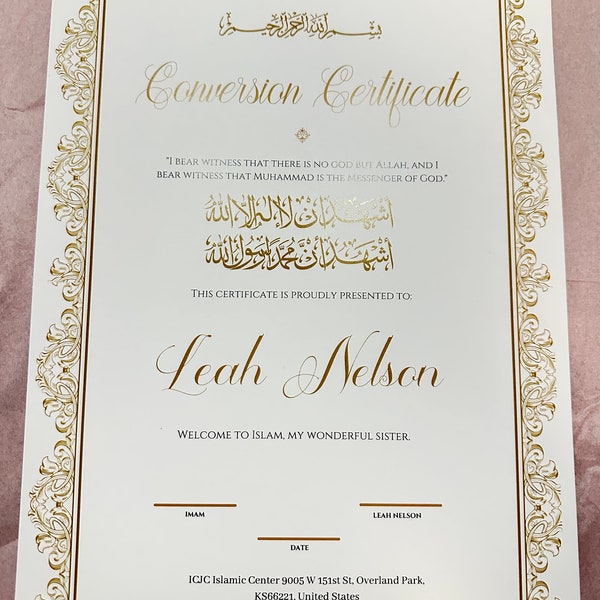 بسم الله الرحمن الرحيم
Conversion Certificate
"I BEAR WITNESS THAT THERE IS NO GOD BUT ALLAH, AND I
BEAR WITNESS THAT MUHAMMAD IS THE MESSENGER OF GOD."
أشهد أن لا إله إلا الله
أشهد أن محمد رسول الله
THIS CERTIFICATE IS PROUDLY PRESENTED TO:
Leah Nelson
WELCOME TO ISLAM, MY WONDERFUL SISTER.
IMAM
LEAH NELSON
DATE
ICJC Islamic Center 9005 W 151st St, Overland Park,
KS66221, United States